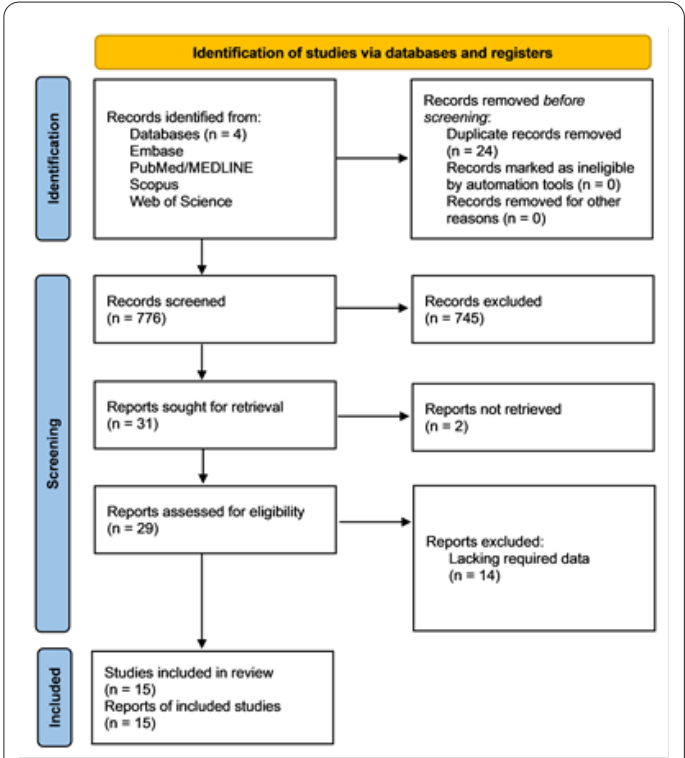 Identification of studies via databases and registers
Identification
Records identified from:
Databases (n = 4)
Embase
PubMed/MEDLINE
Scopus
Web of Science
Records removed before
screening:
Duplicate records removed
(n = 24)
Records marked as ineligible
by automation tools (n = 0)
Records removed for other
reasons (n = 0)
Screening
Records screened
(n = 776)
Records excluded
(n = 745)
Reports sought for retrieval
(n = 31)
Reports not retrieved
(n = 2)
Reports assessed for eligibility
(n = 29)
Reports excluded:
Lacking required data
(n = 14)
Included
Studies included in review
(n = 15)
Reports of included studies
(n = 15)